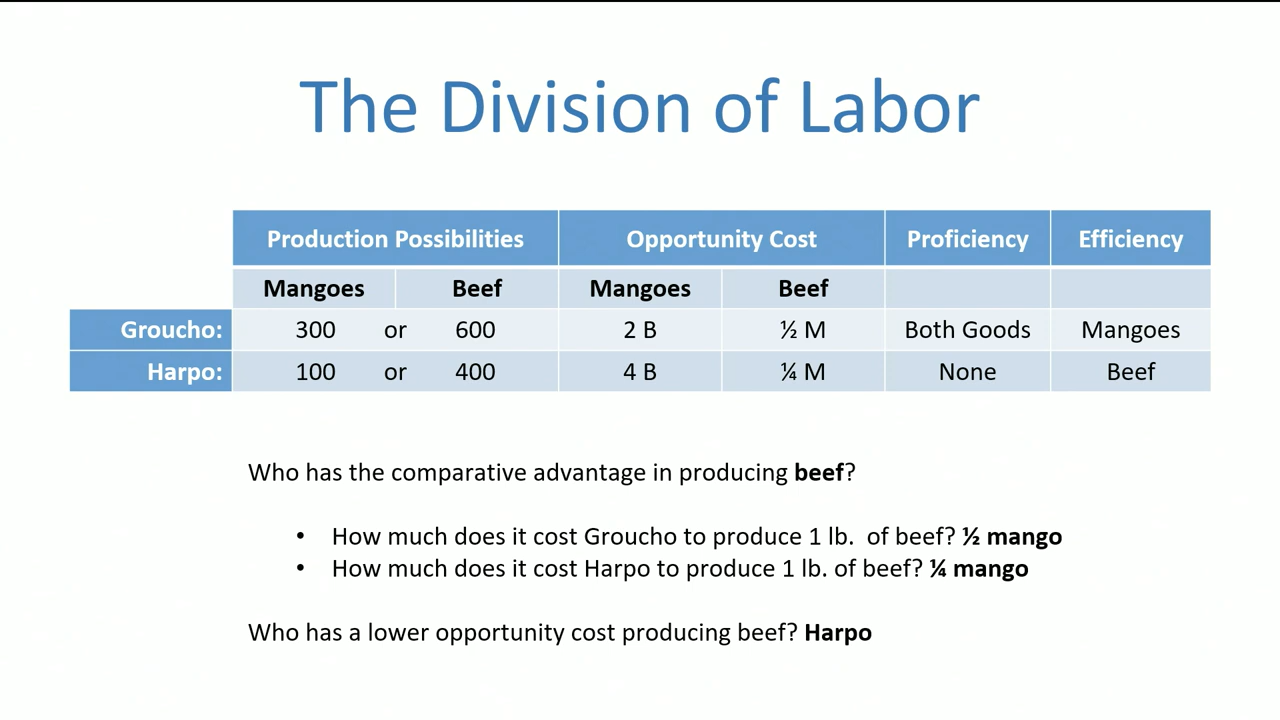 The Division of Labor
Production Possibilities Opportunity Cost Proficiency Efficiency
Mangoes Beef Mangoes Beef
Groucho: 300 or 600 2 B ½ M Both Goods Mangoes
Harpo: 100 or 400 4 B ¼ M None Beef
Who has the comparative advantage in producing beef?
• How much does it cost Groucho to produce 1 lb. of beef? ½ mango
• How much does it cost Harpo to produce 1 lb. of beef? ¼ mango
Who has a lower opportunity cost producing beef? Harpo